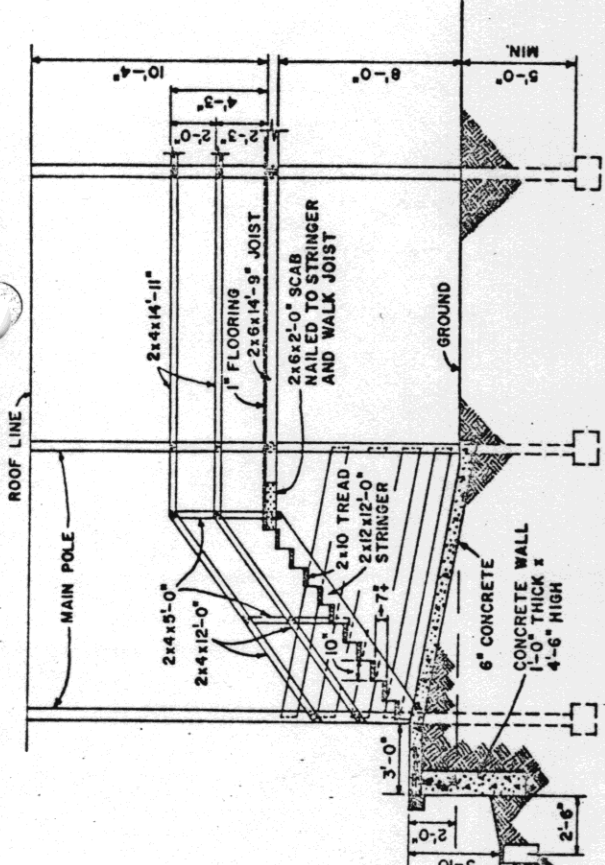 ROOF LINE
MAIN POLE
2x4x14'-11"
1" FLOORING
2x6x14'-9" JOIST
2x6x2'-0" SCAB
NAILED TO STRINGER
AND WALK JOIST
2x4x5'-0"
2x4x12'-0"
2x10 TREAD
2x12x12'-0"
STRINGER
10"
GROUND
6" CONCRETE
CONCRETE WALL
1'-0" THICK x
4'-6" HIGH
3'-0"
2'-0"
2'-6"
10'-4"
4'-3"
2'-0"
2'-3"
8'-0"
5'-0"
MIN.